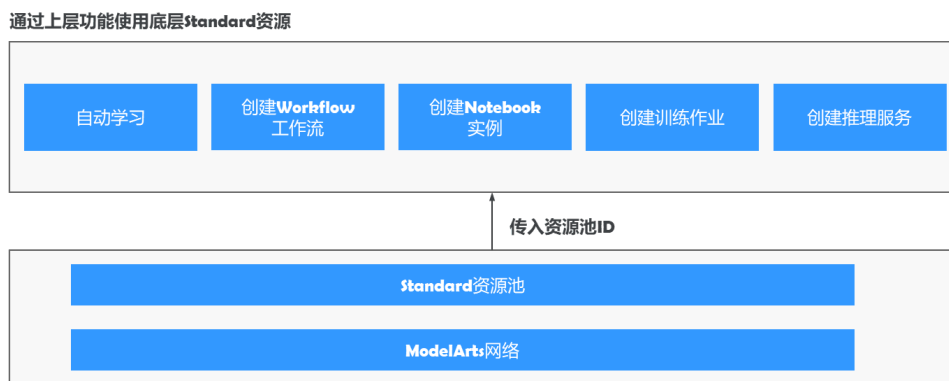 通过上层功能使用底层Standard资源
自动学习
创建Workflow
工作流
创建Notebook
实例
创建训练作业
创建推理服务
传入资源池ID
Standard资源池
ModelArts网络